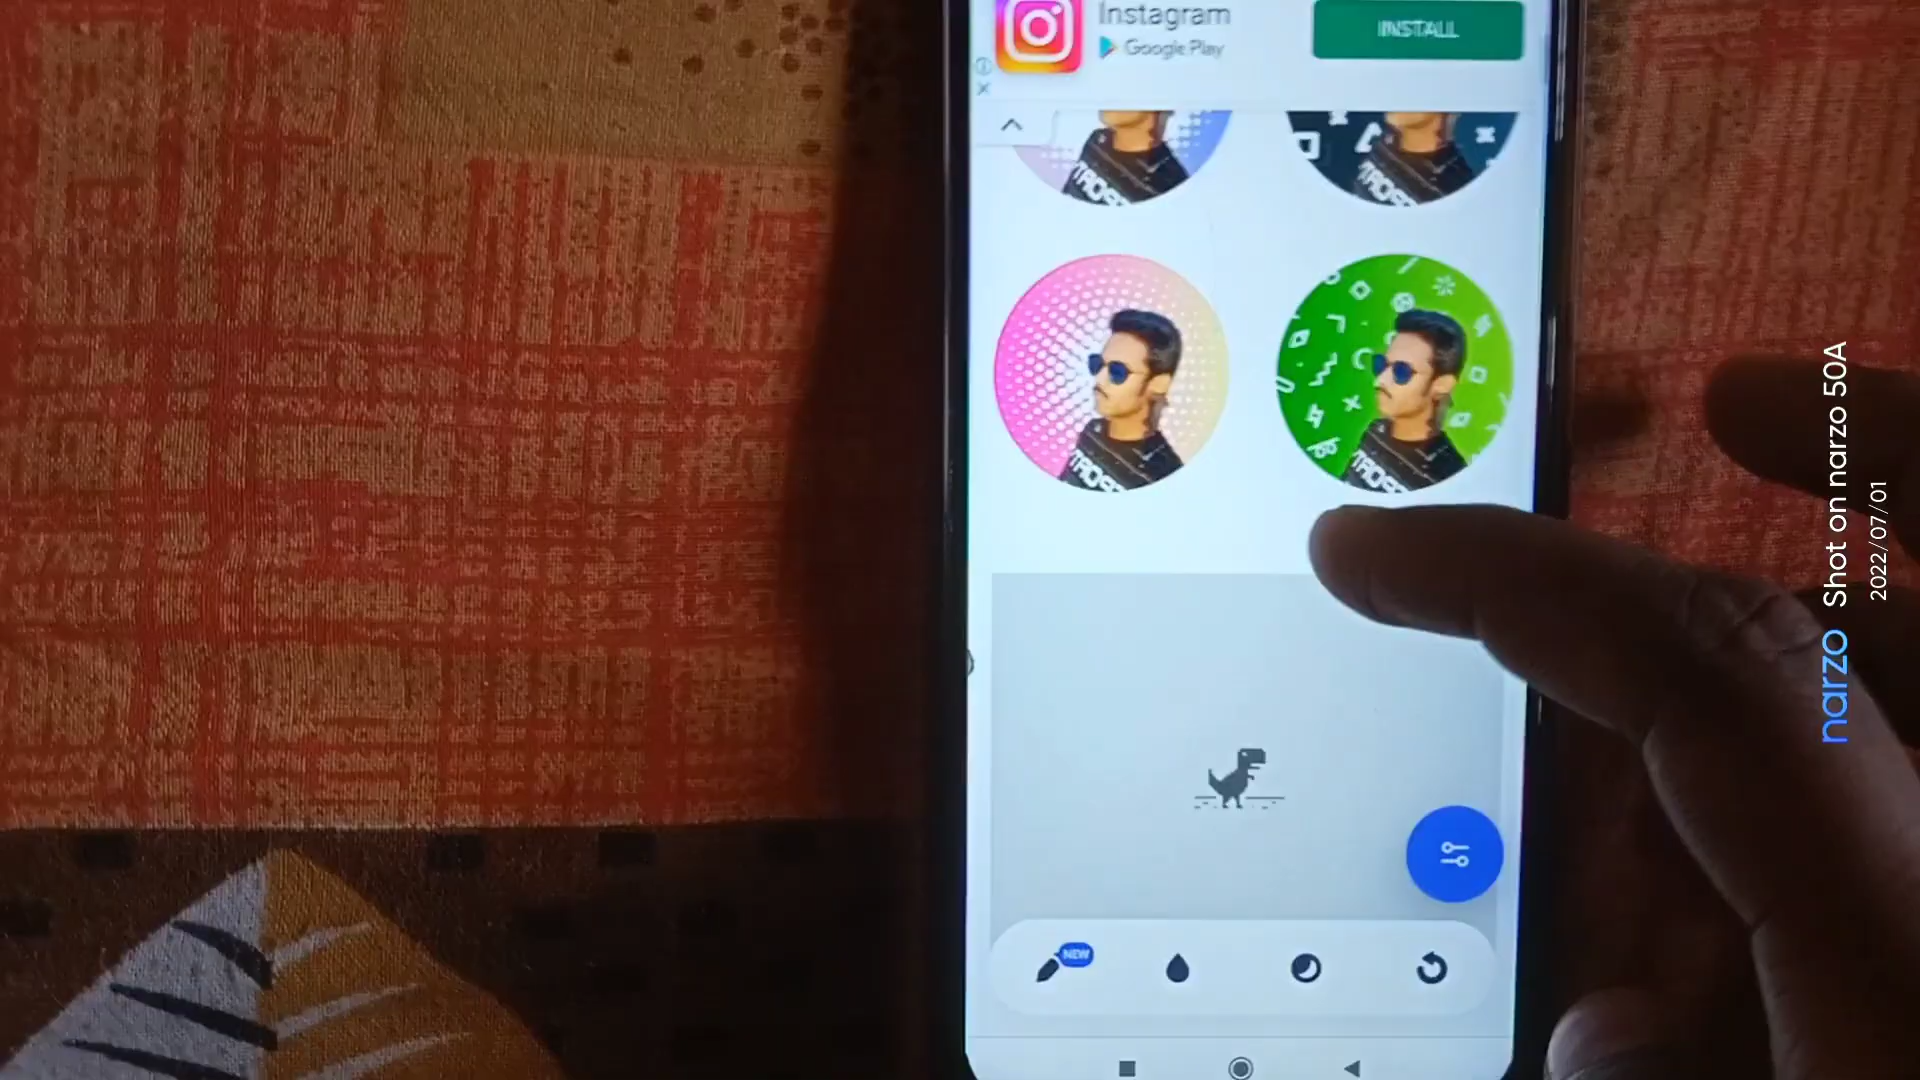 Instagram
Google Play
INSTALL
NEW
narzo Shot on narzo 50A
2022/07/01